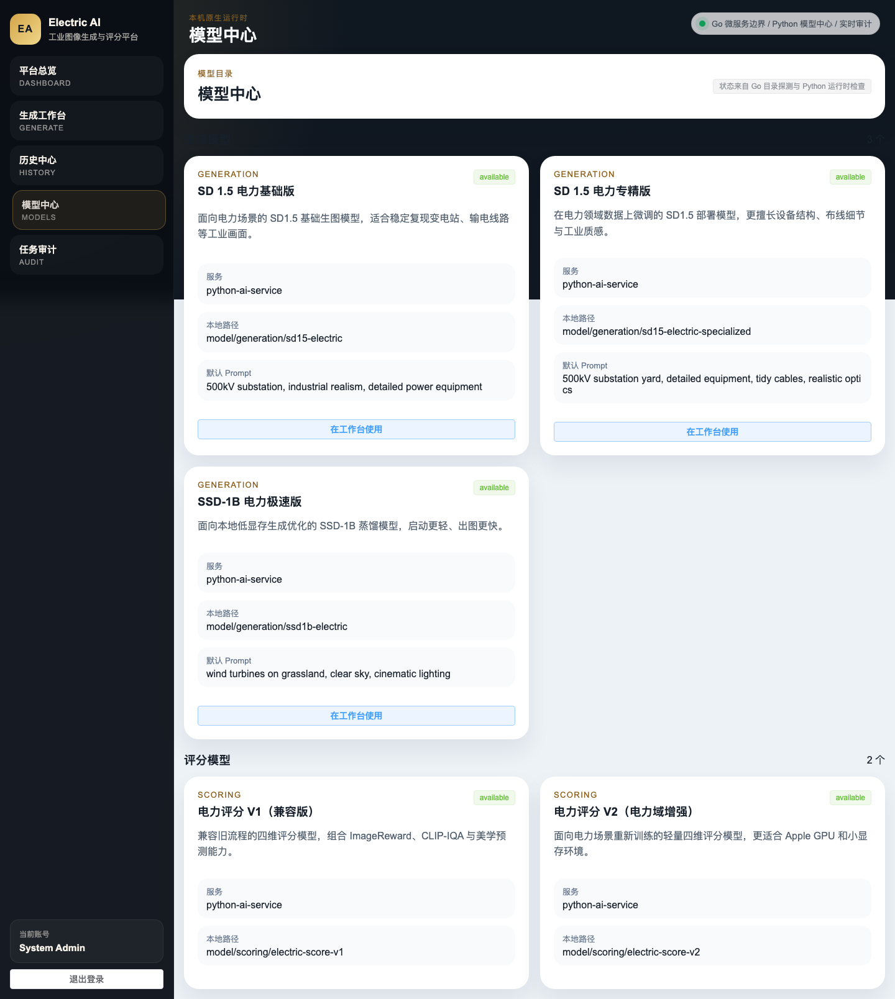 EA
Electric AI
工业图像生成与评分平台
平台总览
DASHBOARD
生成工作台
GENERATE
历史中心
HISTORY
模型中心
MODELS
任务审计
AUDIT
当前账号
System Admin
退出登录
本机原生运行时
模型中心
Go 微服务边界 / Python 模型中心 / 实时审计
模型目录
模型中心
状态来自 Go 目录探测与 Python 运行时检查
3 个
GENERATION
available
SD 1.5 电力基础版
面向电力场景的 SD1.5 基础生图模型，适合稳定复现变电站、输电线路
等工业画面。
服务
python-ai-service
本地路径
model/generation/sd15-electric
默认 Prompt
500kV substation, industrial realism, detailed power equipment
在工作台使用
GENERATION
available
SD 1.5 电力专精版
在电力领域数据上微调的 SD1.5 部署模型，更擅长设备结构、布线细节
与工业质感。
服务
python-ai-service
本地路径
model/generation/sd15-electric-specialized
默认 Prompt
500kV substation yard, detailed equipment, tidy cables, realistic opti
cs
在工作台使用
GENERATION
available
SSD-1B 电力极速版
面向本地低显存生成优化的 SSD-1B 蒸馏模型，启动更轻、出图更快。
服务
python-ai-service
本地路径
model/generation/ssd1b-electric
默认 Prompt
wind turbines on grassland, clear sky, cinematic lighting
在工作台使用
评分模型
2 个
SCORING
available
电力评分 V1（兼容版）
兼容旧流程的四维评分模型，组合 ImageReward、CLIP-IQA 与美学预
测能力。
服务
python-ai-service
本地路径
model/scoring/electric-score-v1
SCORING
available
电力评分 V2（电力域增强）
面向电力场景重新训练的轻量四维评分模型，更适合 Apple GPU 和小显
存环境。
服务
python-ai-service
本地路径
model/scoring/electric-score-v2